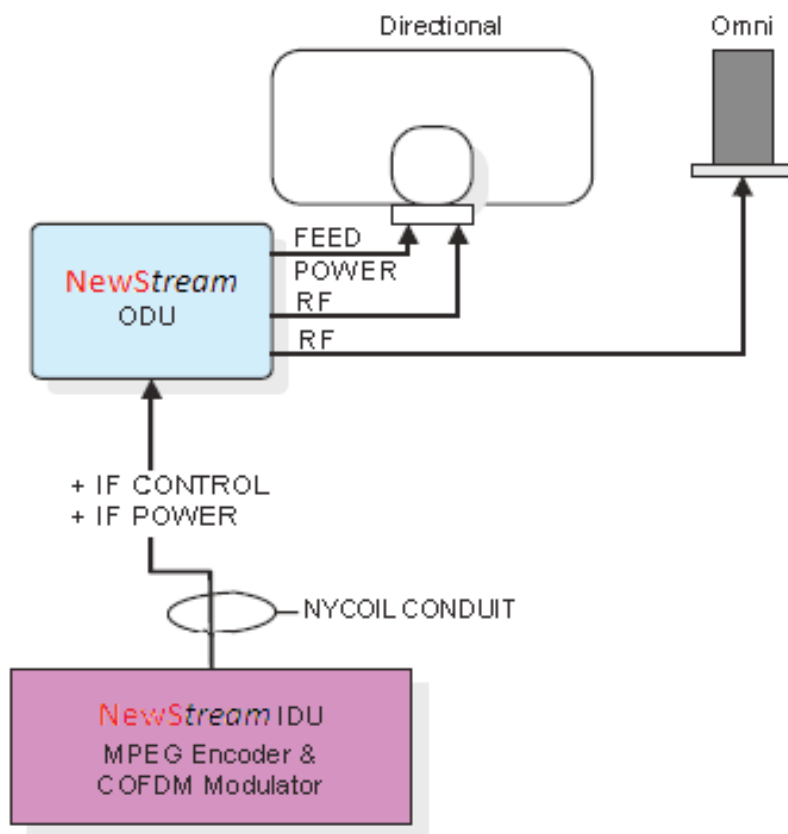 Directional
Omni
FEED
POWER
RF
RF
NewStream
ODU
+ IF CONTROL
+ IF POWER
NYCOIL CONDUIT
NewStream IDU
MPEG Encoder &
COFDM Modulator